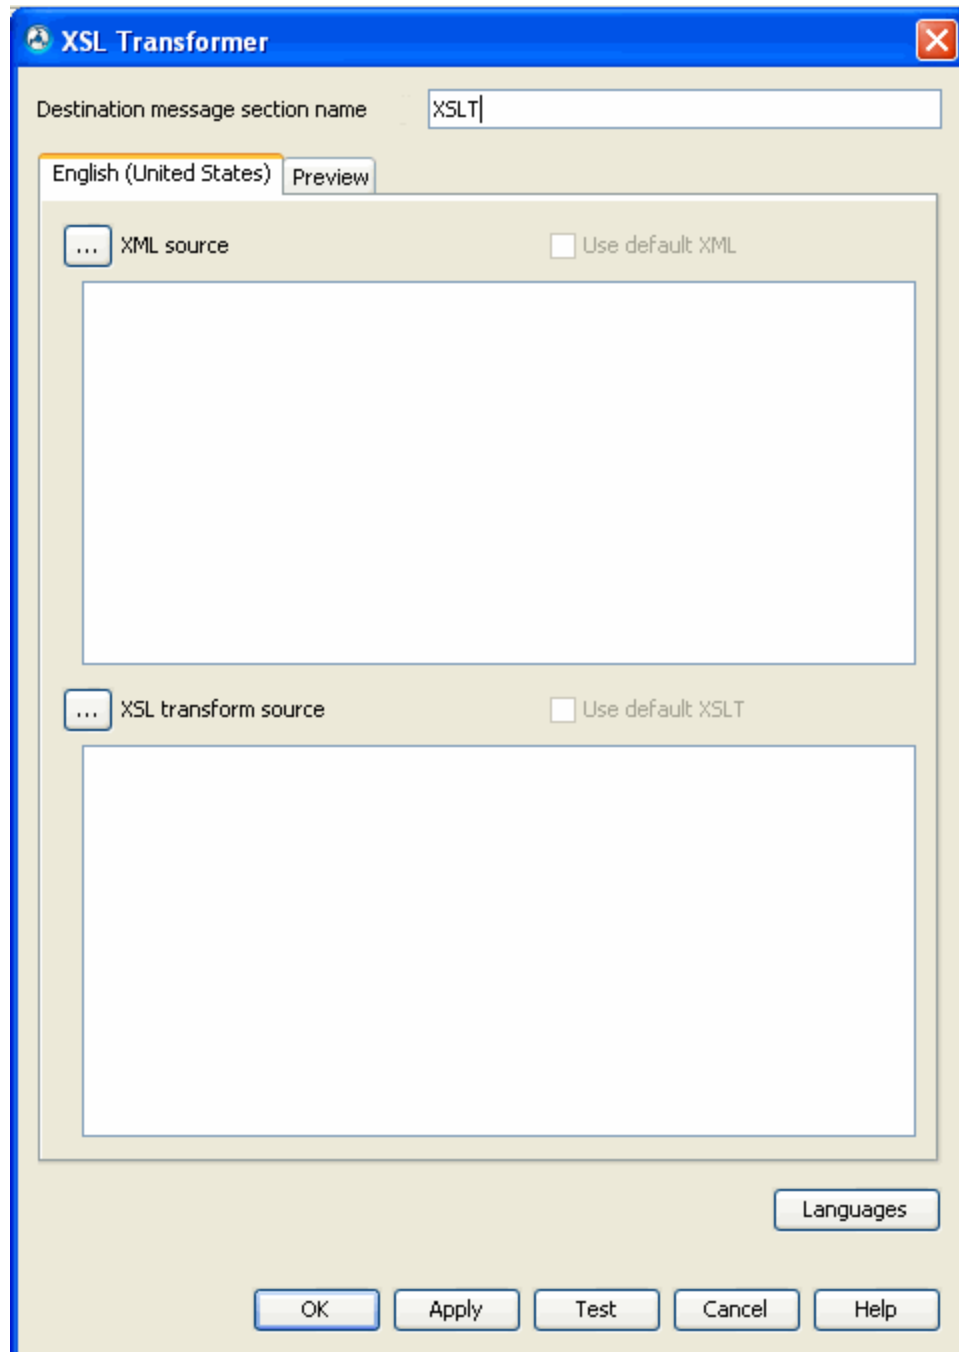 XSL Transformer
Destination message section name XSLT
English (United States) Preview
... XML source Use default XML
... XSL transform source Use default XSLT
Languages
OK Apply Test Cancel Help